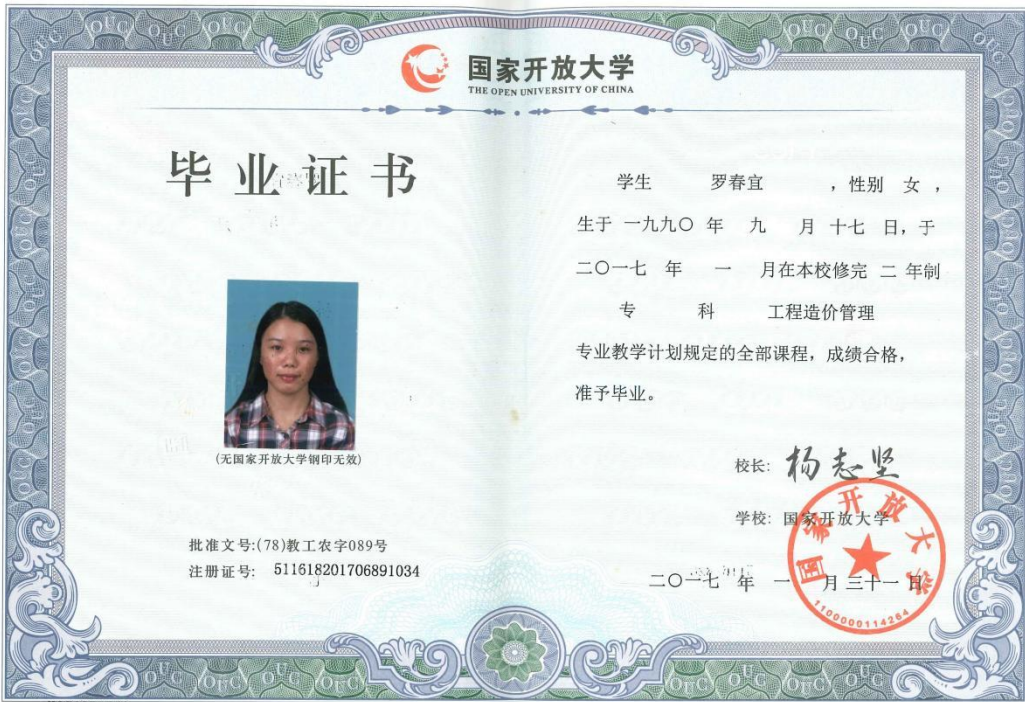 国家开放大学
THE OPEN UNIVERSITY OF CHINA
毕业证书
(无国家开放大学钢印无效)
批准文号:(78)教工农字089号
注册证号: 511618201706891034
学生 罗春宜 ，性别 女 ，
生于 一九九〇 年 九 月 十七 日，于
二〇一七 年 一 月在本校修完 二 年制
专 科 工程造价管理
专业教学计划规定的全部课程，成绩合格，
准予毕业。
校长: 杨志坚
学校: 国家开放大学
二〇一七 年 一 月 三十一 日
国家开放大学
1100000114264